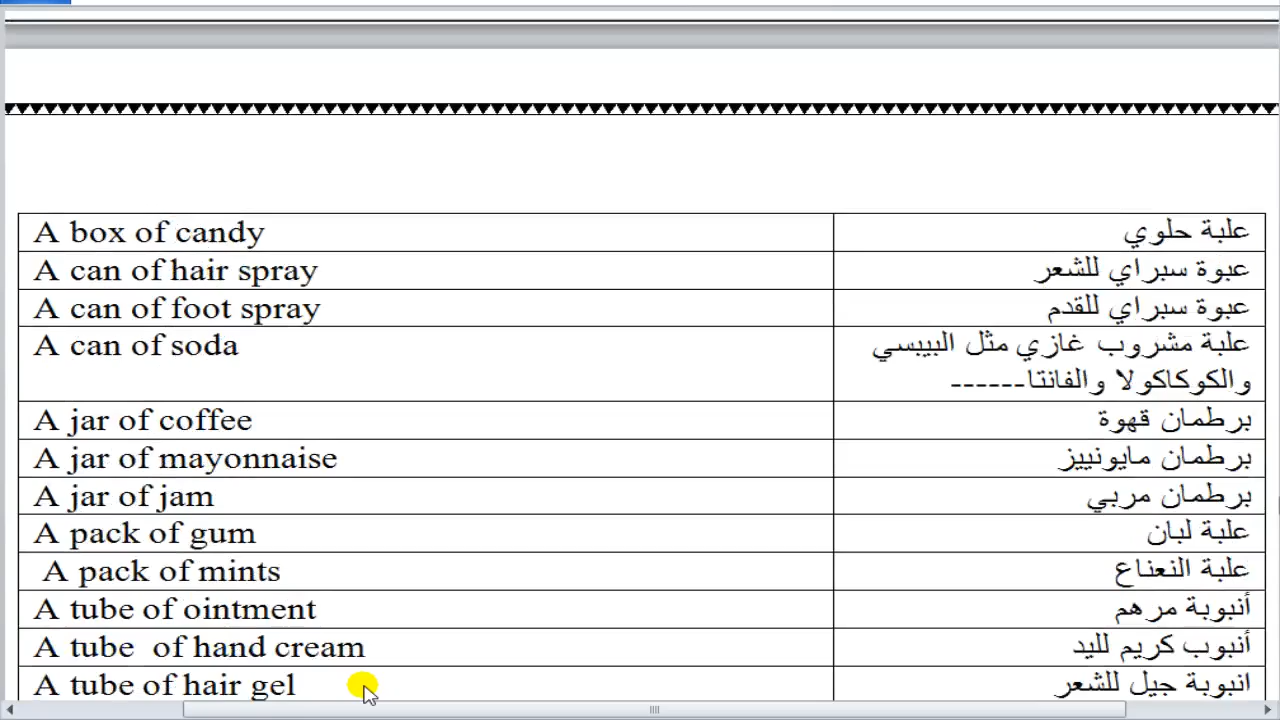 A box of candy
علبة حلوي
A can of hair spray
عبوة سبراي للشعر
A can of foot spray
عبوة سبراي للقدم
A can of soda
علبة مشروب غازي مثل البيبسي
والكوكاكولا والفانتا------
A jar of coffee
برطمان قهوة
A jar of mayonnaise
برطمان مايونييز
A jar of jam
برطمان مربي
A pack of gum
علبة لبان
A pack of mints
علبة النعناع
A tube of ointment
أنبوبة مرهم
A tube of hand cream
أنبوب كريم لليد
A tube of hair gel
انبوبة جيل للشعر